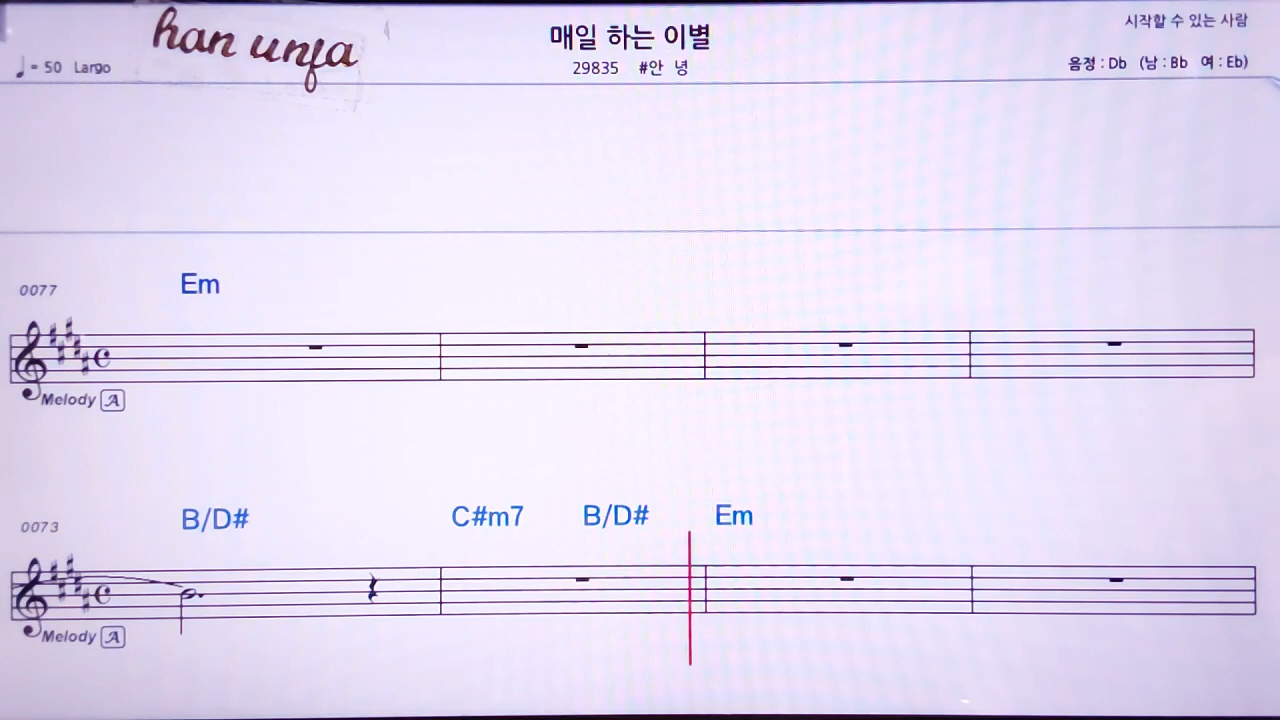 han unfa
매일 하는 이별
시작할 수 있는 사람
♩= 50 Largo
29835 #안 녕
음정 : Db (남 : Bb 여 : Eb)
0077 Em
Melody A
0073 B/D# C#m7 B/D# Em
Melody A